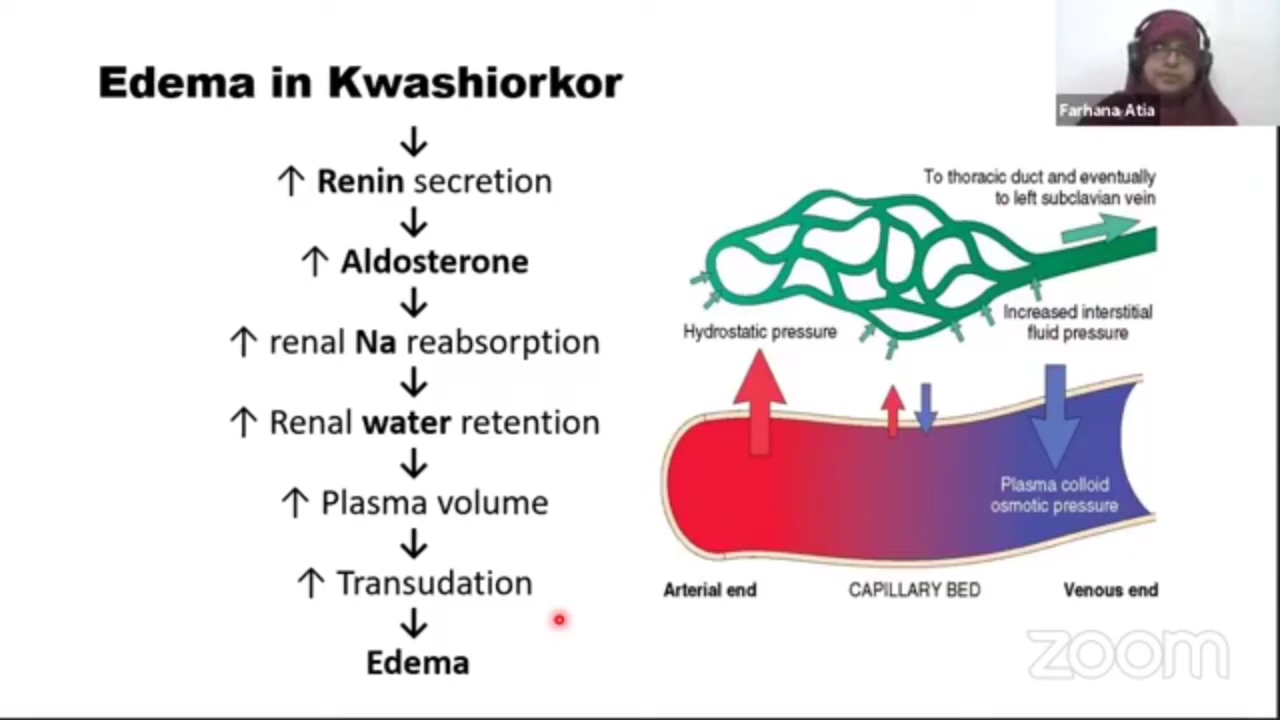 Edema in Kwashiorkor
↓
↑ Renin secretion
↓
↑ Aldosterone
↓
↑ renal Na reabsorption
↓
↑ Renal water retention
↓
↑ Plasma volume
↓
↑ Transudation
↓
Edema
Farhana Atia
To thoracic duct and eventually
to left subclavian vein
Hydrostatic pressure
Increased interstitial
fluid pressure
Plasma colloid
osmotic pressure
Arterial end
CAPILLARY BED
Venous end
zoom